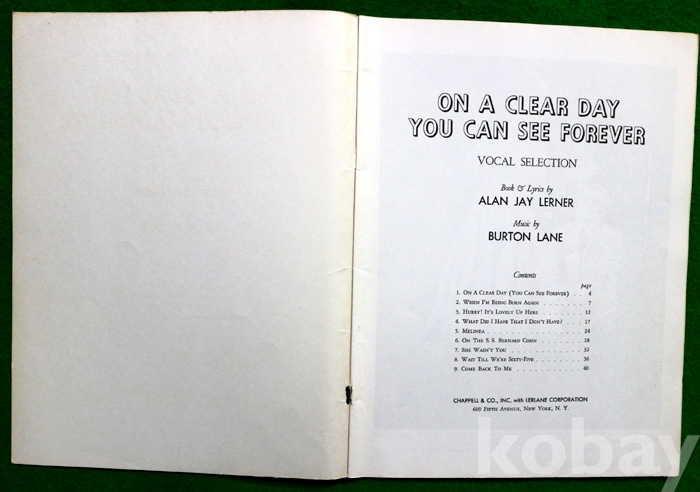 ON A CLEAR DAY
YOU CAN SEE FOREVER
VOCAL SELECTION
Book & Lyrics by
ALAN JAY LERNER
Music by
BURTON LANE
Contents
page
1. ON A CLEAR DAY (YOU CAN SEE FOREVER) . . 4
2. WHEN I'M BEING BORN AGAIN . . . . . . . 7
3. HURRY! IT'S LOVELY UP HERE . . . . . . 12
4. WHAT DID I HAVE THAT I DON'T HAVE? . . . 17
5. MELINDA . . . . . . . . . . . . . . 24
6. ON THE S. S. BERNARD COHN . . . . . . . 28
7. SHE WASN'T YOU . . . . . . . . . . . 32
8. WAIT TILL WE'RE SIXTY-FIVE . . . . . . . 36
9. COME BACK TO ME . . . . . . . . . . 40
CHAPPELL & CO., INC. with LERLANE CORPORATION
609 FIFTH AVENUE, NEW YORK, N. Y.
kobay